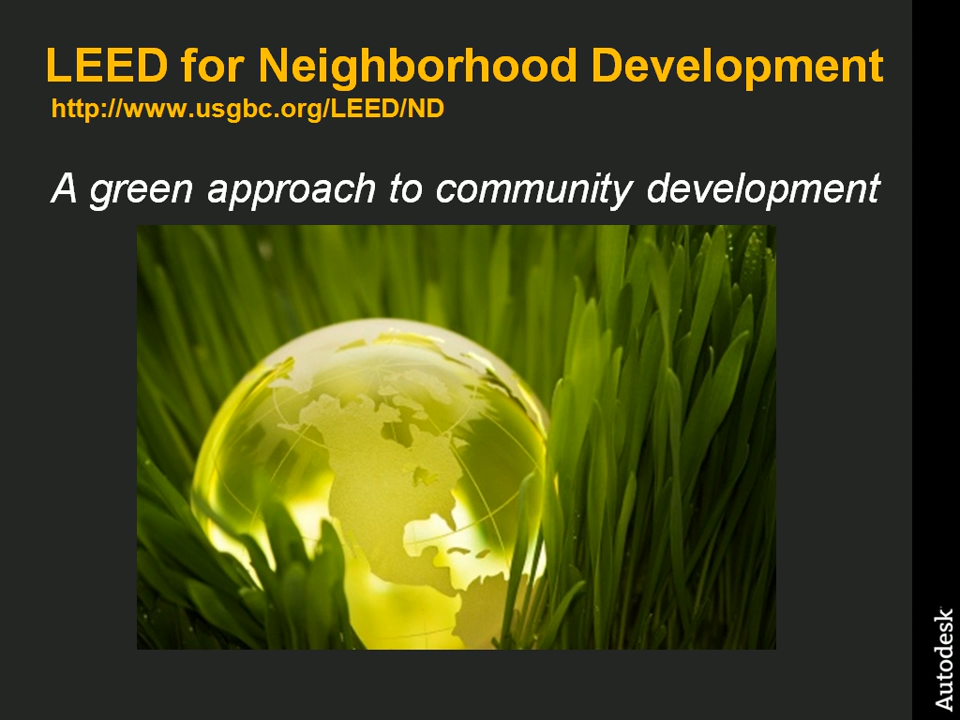 LEED for Neighborhood Development
http://www.usgbc.org/LEED/ND
A green approach to community development
Autodesk